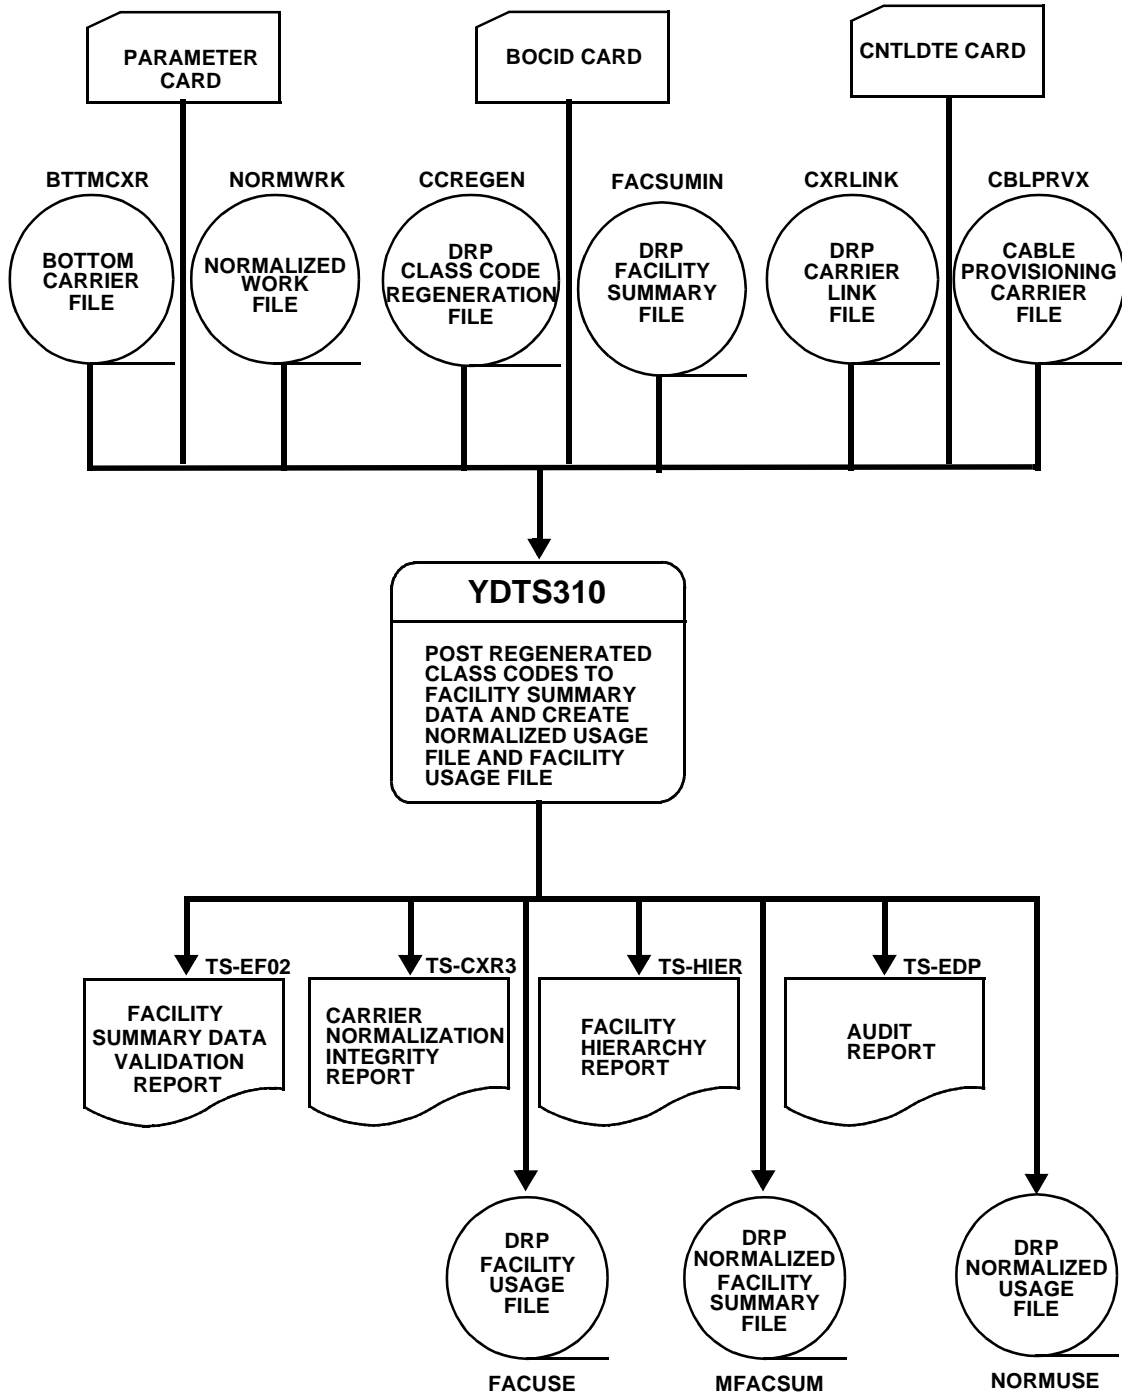 PARAMETER
CARD
BOCID CARD
CNTLDTE CARD
BTTMCXR
NORMWRK
CCREGEN
FACSUMIN
CXRLINK
CBLPRVX
BOTTOM
CARRIER
FILE
NORMALIZED
WORK
FILE
DRP
CLASS CODE
REGENERATION
FILE
DRP
FACILITY
SUMMARY
FILE
DRP
CARRIER
LINK
FILE
CABLE
PROVISIONING
CARRIER
FILE
YDTS310
POST REGENERATED
CLASS CODES TO
FACILITY SUMMARY
DATA AND CREATE
NORMALIZED USAGE
FILE AND FACILITY
USAGE FILE
TS-EF02
TS-CXR3
TS-HIER
TS-EDP
FACILITY
SUMMARY DATA
VALIDATION
REPORT
CARRIER
NORMALIZATION
INTEGRITY
REPORT
FACILITY
HIERARCHY
REPORT
AUDIT
REPORT
DRP
FACILITY
USAGE
FILE
DRP
NORMALIZED
FACILITY
SUMMARY
FILE
DRP
NORMALIZED
USAGE
FILE
FACUSE
MFACSUM
NORMUSE